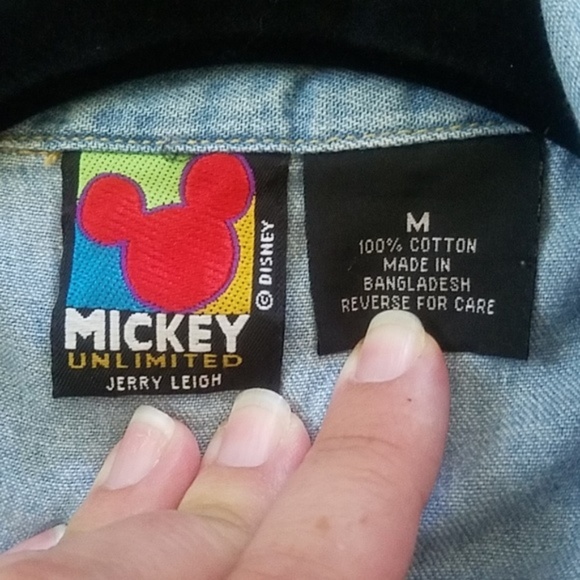 MICKEY
UNLIMITED
JERRY LEIGH
© DISNEY
M
100% COTTON
MADE IN
BANGLADESH
REVERSE FOR CARE